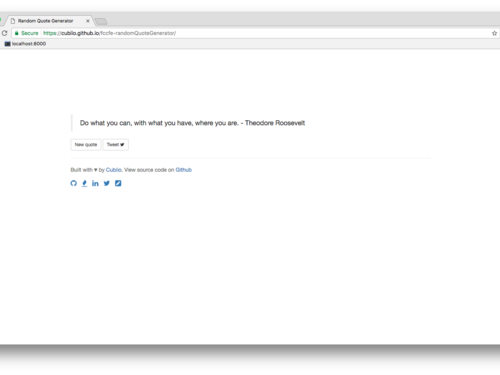 Random Quote Generator
Secure https://cubiio.github.io/fccfe-randomQuoteGenerator/
localhost:8000
Do what you can, with what you have, where you are. - Theodore Roosevelt
New quote Tweet
Built with ♥ by Cubiio. View source code on Github